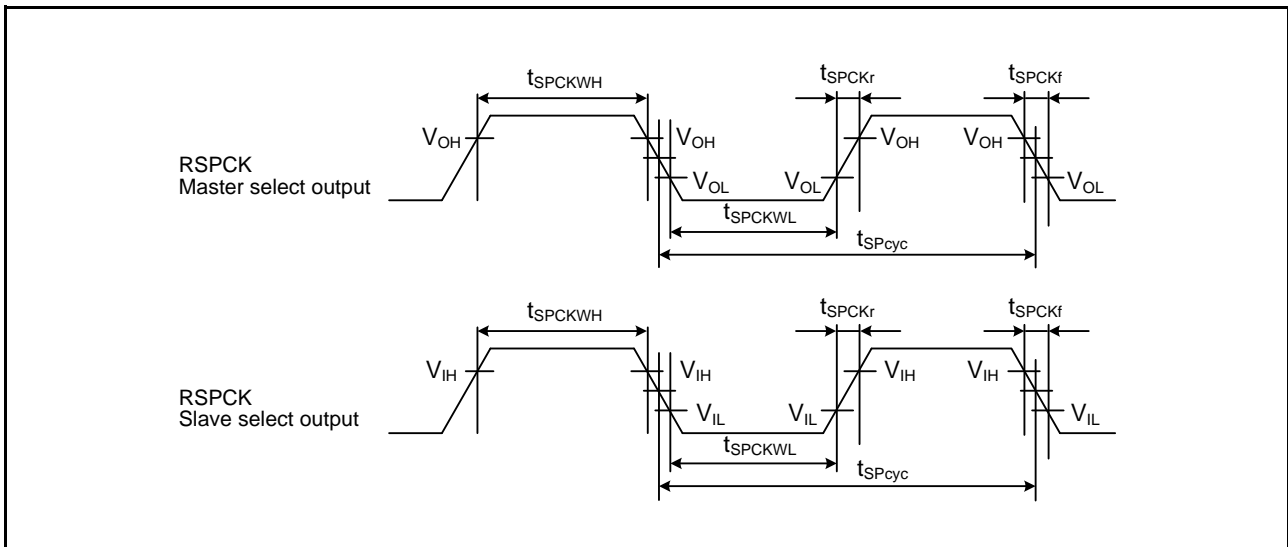 tSPCKWH tSPCKr tSPCKf
VOH VOH VOH VOH
RSPCK
Master select output
VOL VOL VOL
tSPCKWL
tSPcyc
tSPCKWH tSPCKr tSPCKf
VIH VIH VIH VIH
RSPCK
Slave select output
VIL VIL VIL
tSPCKWL
tSPcyc